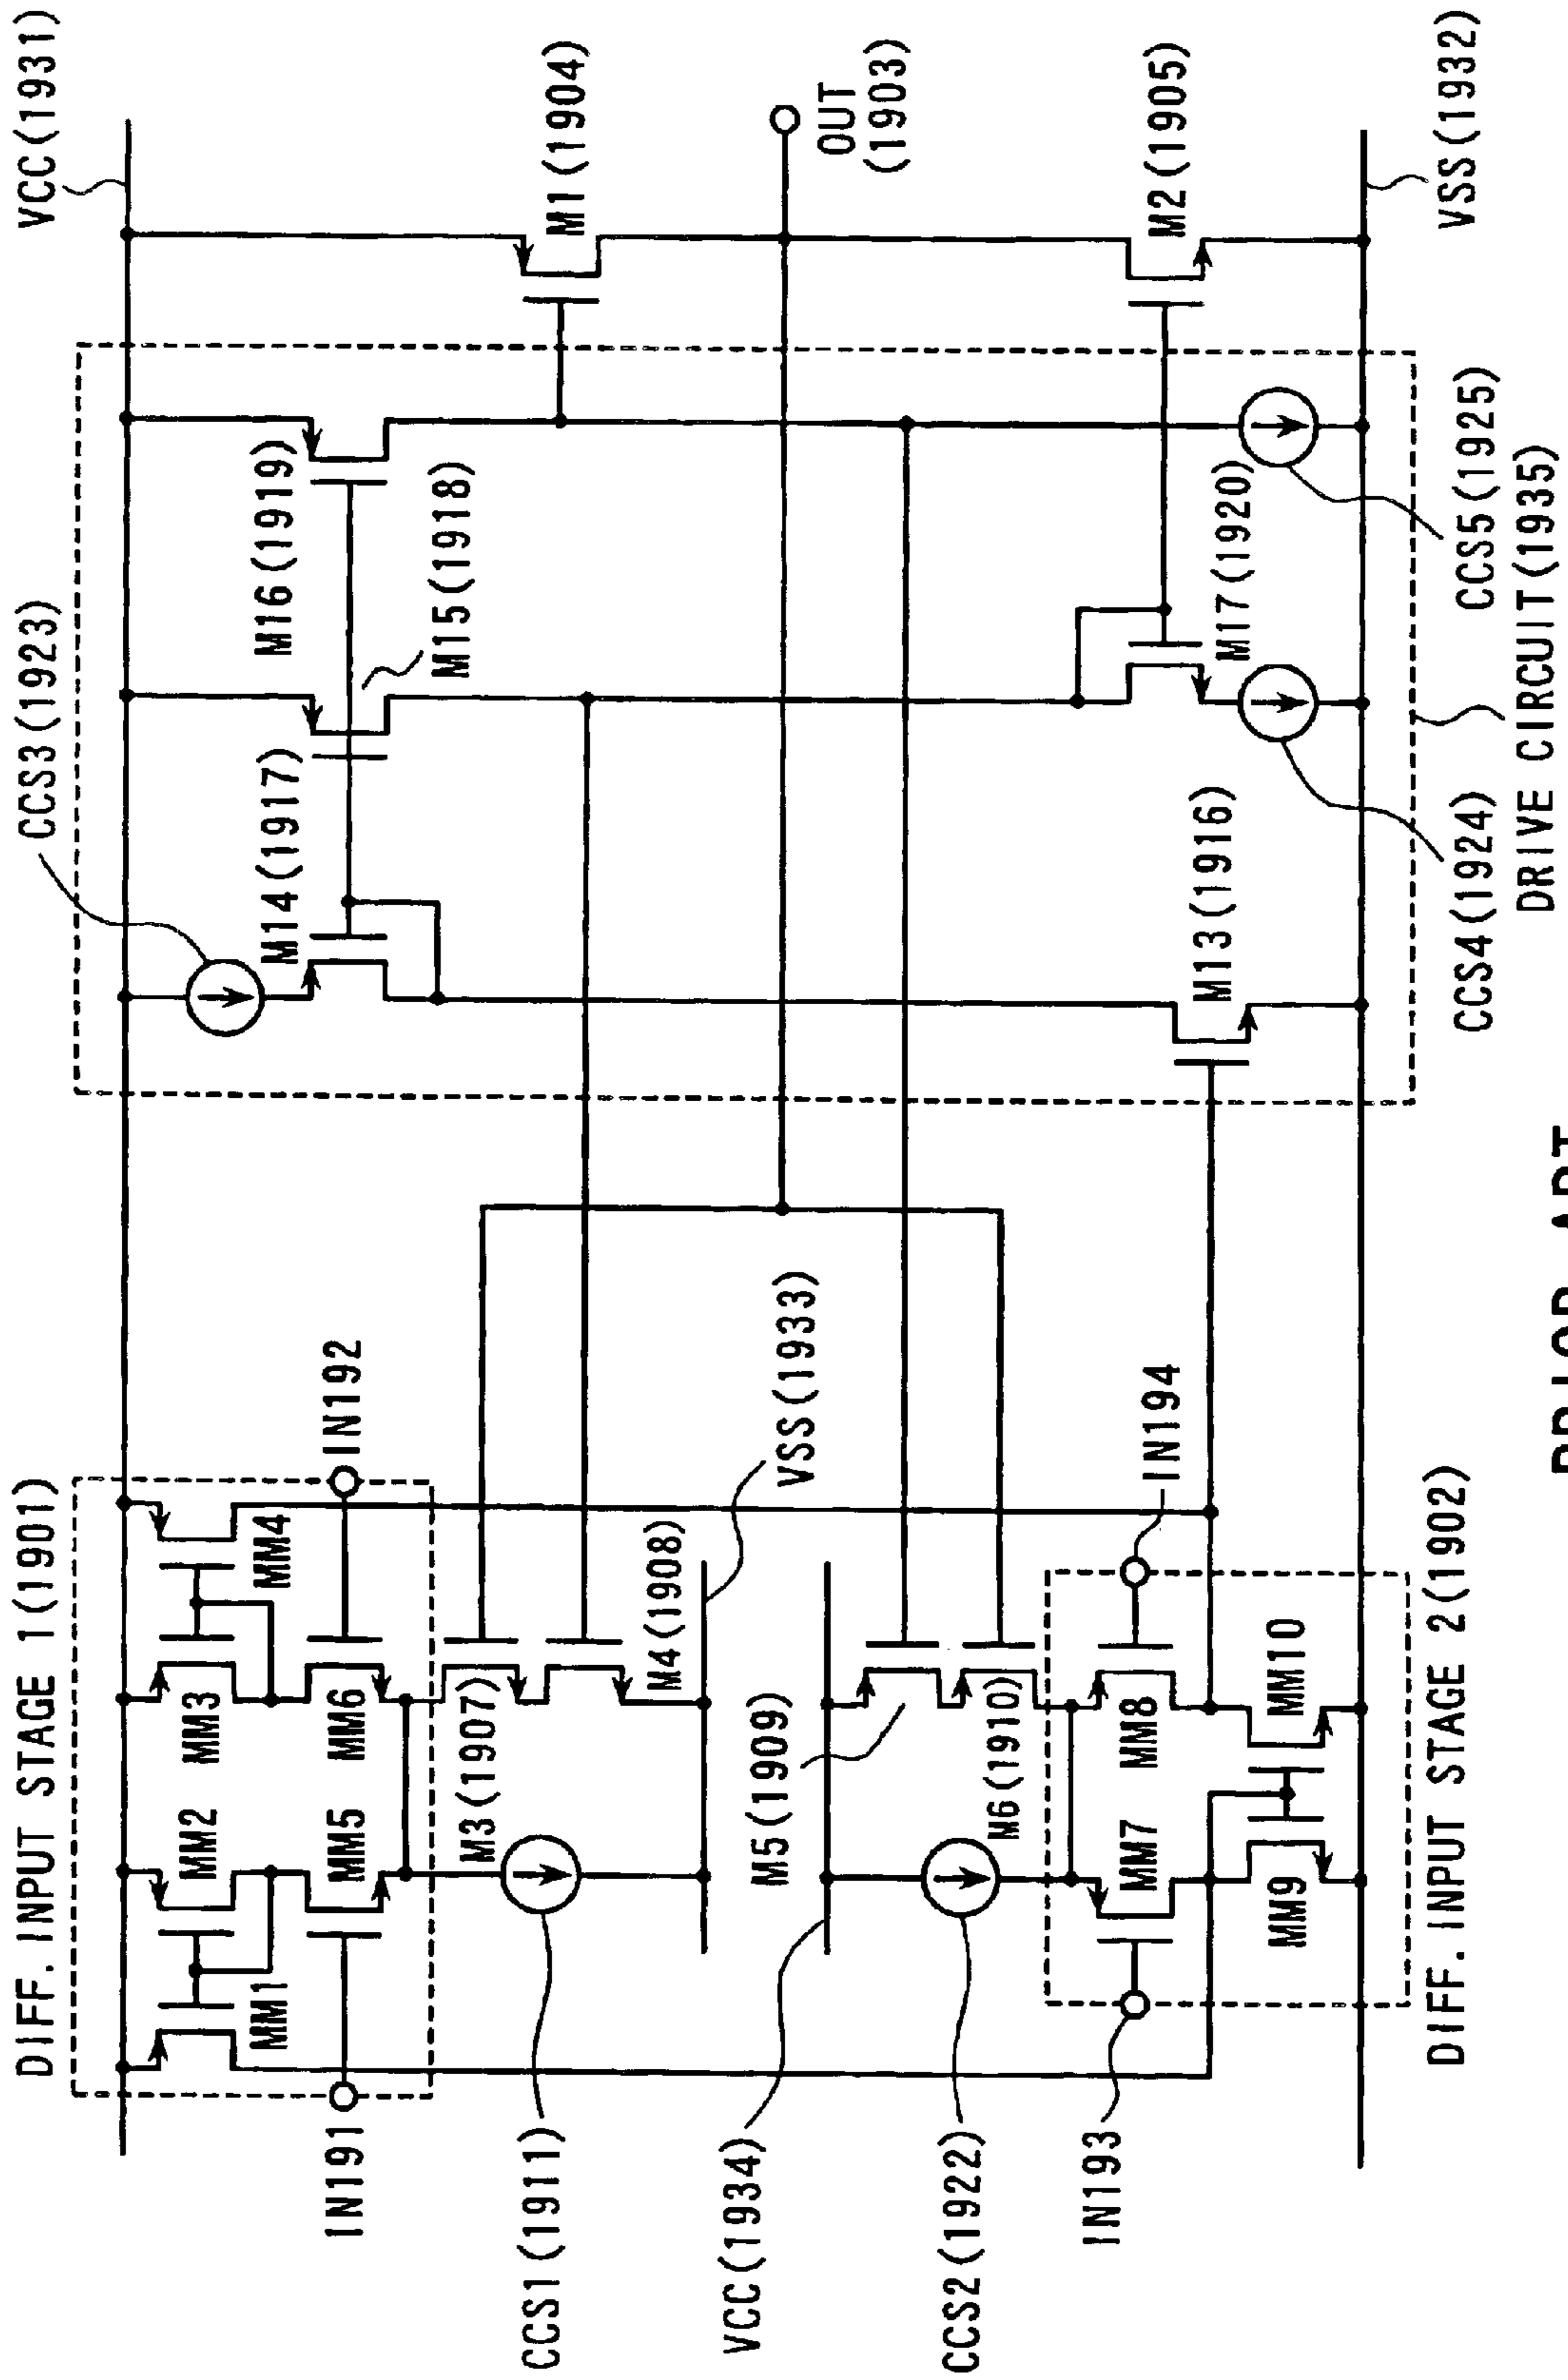 DIFF. INPUT STAGE 1(1901)
VCC(1931)
CCS3(1923)
MM1
MM2
MM3
MM4
IN191
MM5
MM6
IN192
M14(1917)
M16(1919)
M15(1918)
M1(1904)
CCS1(1911)
M3(1907)
M4(1908)
VSS(1933)
OUT
(1903)
VCC(1934)
M5(1909)
CCS2(1922)
M6(1910)
IN193
MM7
MM8
IN194
M13(1916)
M17(1920)
M2(1905)
MM9
MM10
DIFF. INPUT STAGE 2(1902)
CCS4(1924)
CCS5(1925)
VSS(1932)
DRIVE CIRCUIT(1935)
PRIOR ART